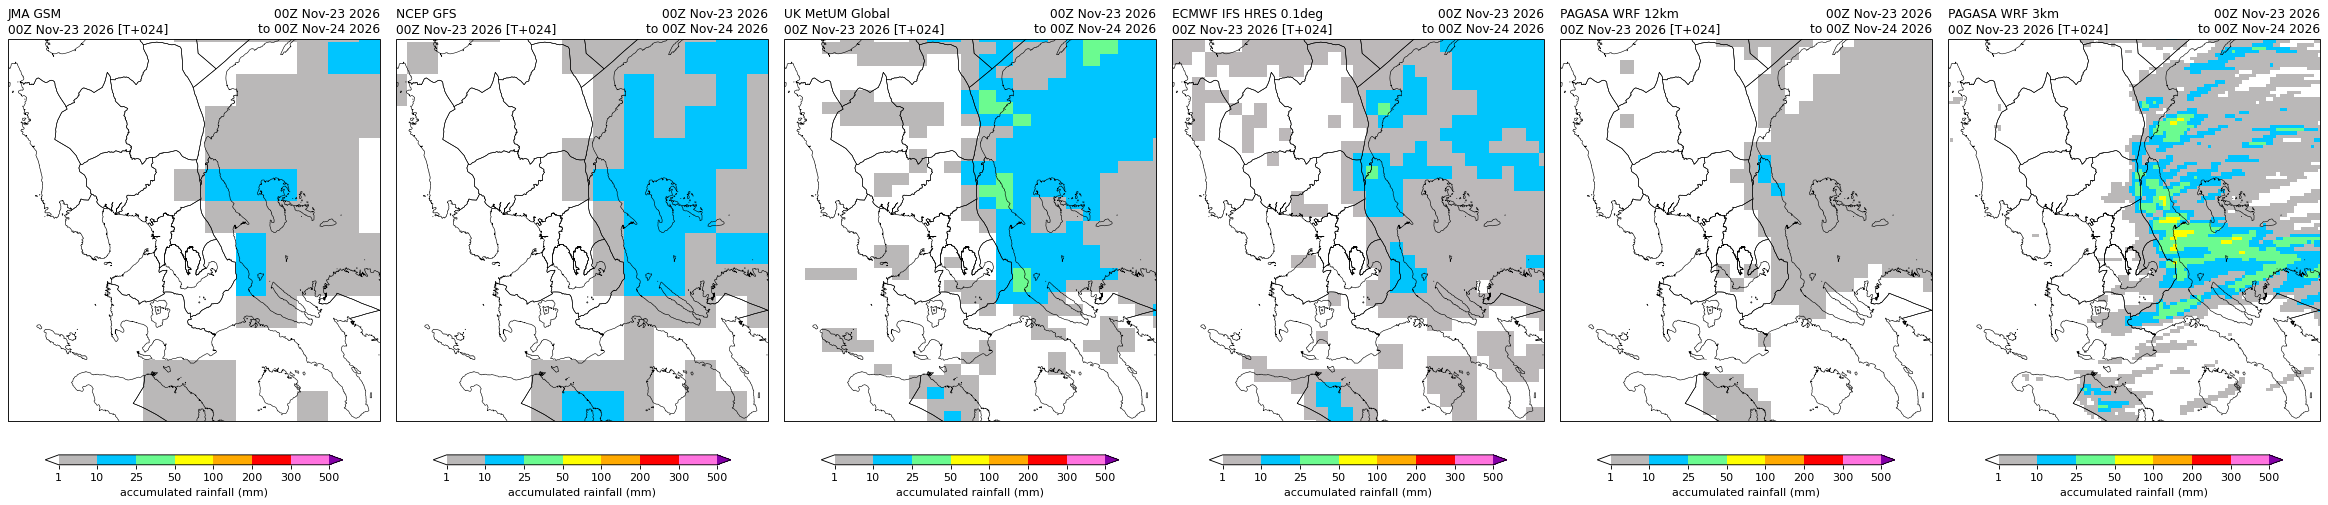 JMA GSM
00Z Nov-23 2026
00Z Nov-23 2026 [T+024]
to 00Z Nov-24 2026
1 10 25 50 100 200 300 500
accumulated rainfall (mm)
NCEP GFS
00Z Nov-23 2026
00Z Nov-23 2026 [T+024]
to 00Z Nov-24 2026
1 10 25 50 100 200 300 500
accumulated rainfall (mm)
UK MetUM Global
00Z Nov-23 2026
00Z Nov-23 2026 [T+024]
to 00Z Nov-24 2026
1 10 25 50 100 200 300 500
accumulated rainfall (mm)
ECMWF IFS HRES 0.1deg
00Z Nov-23 2026
00Z Nov-23 2026 [T+024]
to 00Z Nov-24 2026
1 10 25 50 100 200 300 500
accumulated rainfall (mm)
PAGASA WRF 12km
00Z Nov-23 2026
00Z Nov-23 2026 [T+024]
to 00Z Nov-24 2026
1 10 25 50 100 200 300 500
accumulated rainfall (mm)
PAGASA WRF 3km
00Z Nov-23 2026
00Z Nov-23 2026 [T+024]
to 00Z Nov-24 2026
1 10 25 50 100 200 300 500
accumulated rainfall (mm)